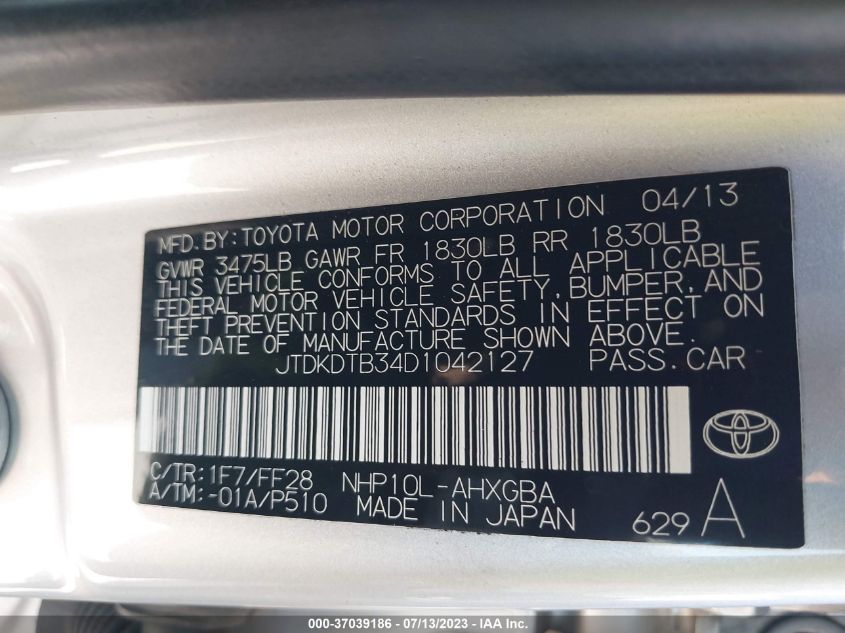 MFD. BY: TOYOTA MOTOR CORPORATION 04/13
GVWR 3475LB GAWR FR 1830LB RR 1830LB
THIS VEHICLE CONFORMS TO ALL APPLICABLE
FEDERAL MOTOR VEHICLE SAFETY, BUMPER, AND
THEFT PREVENTION STANDARDS IN EFFECT ON
THE DATE OF MANUFACTURE SHOWN ABOVE.
JTDKDTB34D1042127 PASS. CAR
C/TR: 1F7/FF28 NHP10L-AHXGBA
A/TM: -01A/P510 MADE IN JAPAN 629 A
000-37039186 - 07/13/2023 - IAA Inc.